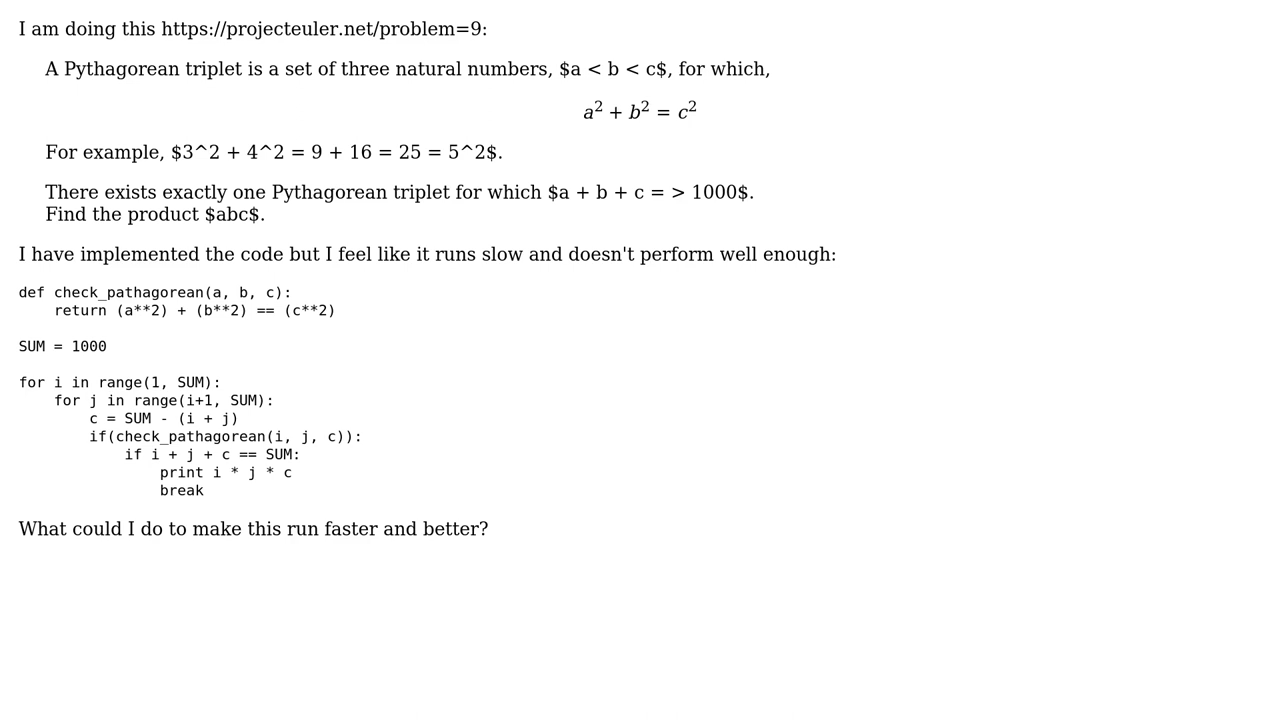 I am doing this https://projecteuler.net/problem=9:
A Pythagorean triplet is a set of three natural numbers, $a < b < c$, for which,
a² + b² = c²
For example, $3^2 + 4^2 = 9 + 16 = 25 = 5^2$.
There exists exactly one Pythagorean triplet for which $a + b + c = > 1000$.
Find the product $abc$.
I have implemented the code but I feel like it runs slow and doesn't perform well enough:
def check_pathagorean(a, b, c):
    return (a**2) + (b**2) == (c**2)
SUM = 1000
for i in range(1, SUM):
    for j in range(i+1, SUM):
        c = SUM - (i + j)
        if(check_pathagorean(i, j, c)):
            if i + j + c == SUM:
                print i * j * c
                break
What could I do to make this run faster and better?